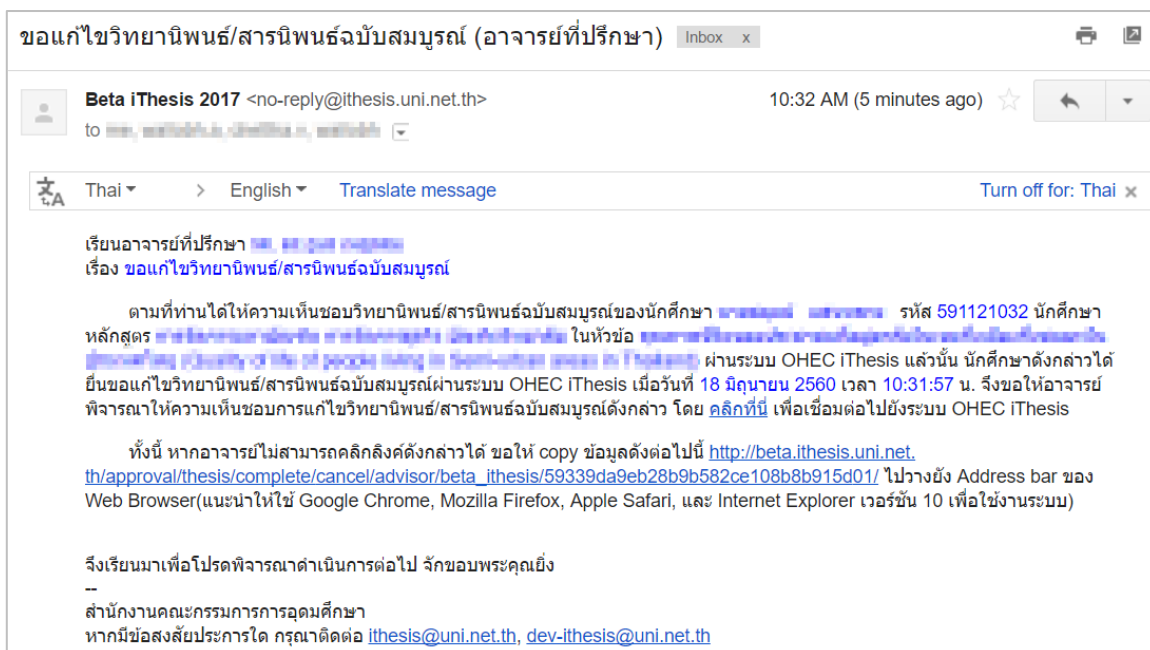 ขอแก้ไขวิทยานิพนธ์/สารนิพนธ์ฉบับสมบูรณ์ (อาจารย์ที่ปรึกษา) Inbox x
Beta iThesis 2017 <no-reply@ithesis.uni.net.th> 10:32 AM (5 minutes ago)
to
Thai > English Translate message Turn off for: Thai x
เรียนอาจารย์ที่ปรึกษา
เรื่อง ขอแก้ไขวิทยานิพนธ์/สารนิพนธ์ฉบับสมบูรณ์
ตามที่ท่านได้ให้ความเห็นชอบวิทยานิพนธ์/สารนิพนธ์ฉบับสมบูรณ์ของนักศึกษา รหัส 591121032 นักศึกษา
หลักสูตร ในหัวข้อ
ผ่านระบบ OHEC iThesis แล้วนั้น นักศึกษาดังกล่าวได้
ยื่นขอแก้ไขวิทยานิพนธ์/สารนิพนธ์ฉบับสมบูรณ์ผ่านระบบ OHEC iThesis เมื่อวันที่ 18 มิถุนายน 2560 เวลา 10:31:57 น. จึงขอให้อาจารย์
พิจารณาให้ความเห็นชอบการแก้ไขวิทยานิพนธ์/สารนิพนธ์ฉบับสมบูรณ์ดังกล่าว โดย คลิกที่นี่ เพื่อเชื่อมต่อไปยังระบบ OHEC iThesis
ทั้งนี้ หากอาจารย์ไม่สามารถคลิกลิงค์ดังกล่าวได้ ขอให้ copy ข้อมูลดังต่อไปนี้ http://beta.ithesis.uni.net.
th/approval/thesis/complete/cancel/advisor/beta_ithesis/59339da9eb28b9b582ce108b8b915d01/ ไปวางยัง Address bar ของ
Web Browser(แนะนำให้ใช้ Google Chrome, Mozilla Firefox, Apple Safari, และ Internet Explorer เวอร์ชัน 10 เพื่อใช้งานระบบ)
จึงเรียนมาเพื่อโปรดพิจารณาดำเนินการต่อไป จักขอบพระคุณยิ่ง
--
สำนักงานคณะกรรมการการอุดมศึกษา
หากมีข้อสงสัยประการใด กรุณาติดต่อ ithesis@uni.net.th, dev-ithesis@uni.net.th